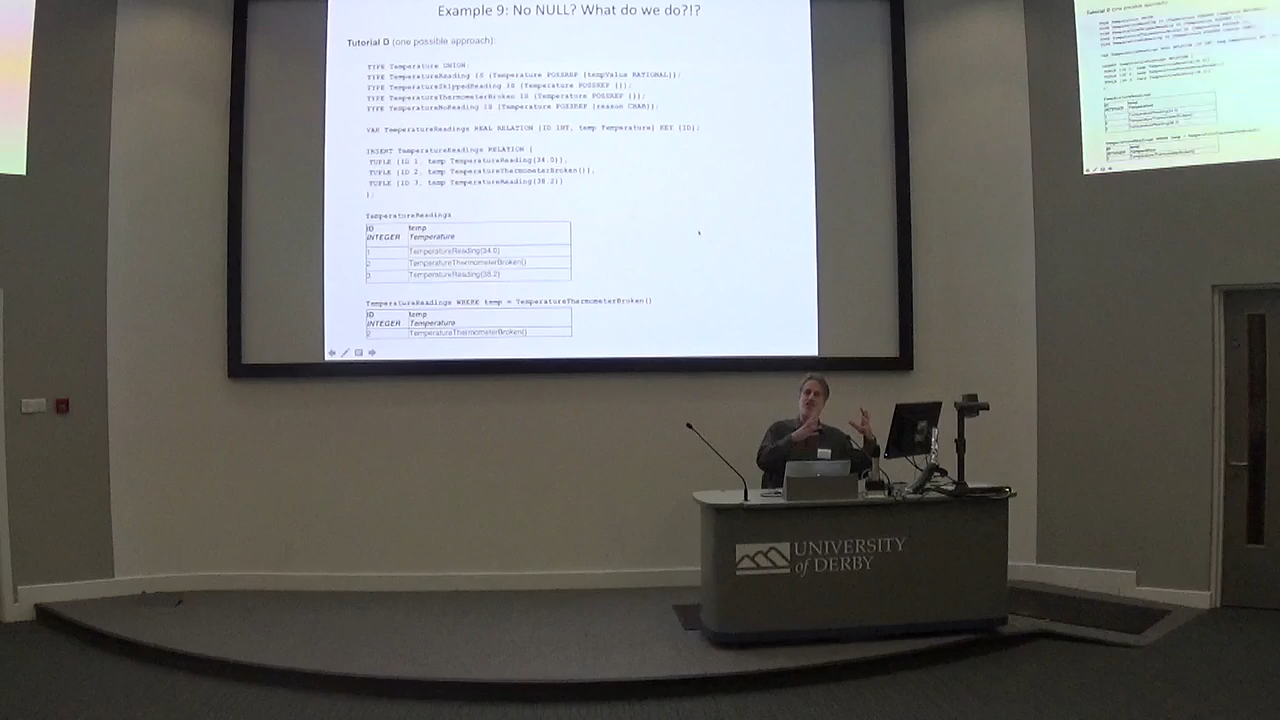 Example 9: No NULL? What do we do?!?
Tutorial D (one possible approach):
TYPE Temperature UNION;
TYPE TemperatureReading IS {Temperature POSSREP {tempValue RATIONAL}};
TYPE TemperatureSkippedReading IS {Temperature POSSREP {}};
TYPE TemperatureThermometerBroken IS {Temperature POSSREP {}};
TYPE TemperatureNoReading IS {Temperature POSSREP {reason CHAR}};
VAR TemperatureReadings REAL RELATION {ID INT, temp Temperature} KEY {ID};
INSERT TemperatureReadings RELATION {
TUPLE {ID 1, temp TemperatureReading(34.0)},
TUPLE {ID 2, temp TemperatureThermometerBroken()},
TUPLE {ID 3, temp TemperatureReading(38.2)}
};
TemperatureReadings
ID temp
INTEGER Temperature
1 TemperatureReading(34.0)
2 TemperatureThermometerBroken()
3 TemperatureReading(38.2)
TemperatureReadings WHERE temp = TemperatureThermometerBroken()
ID temp
INTEGER Temperature
2 TemperatureThermometerBroken()
UNIVERSITY
of DERBY